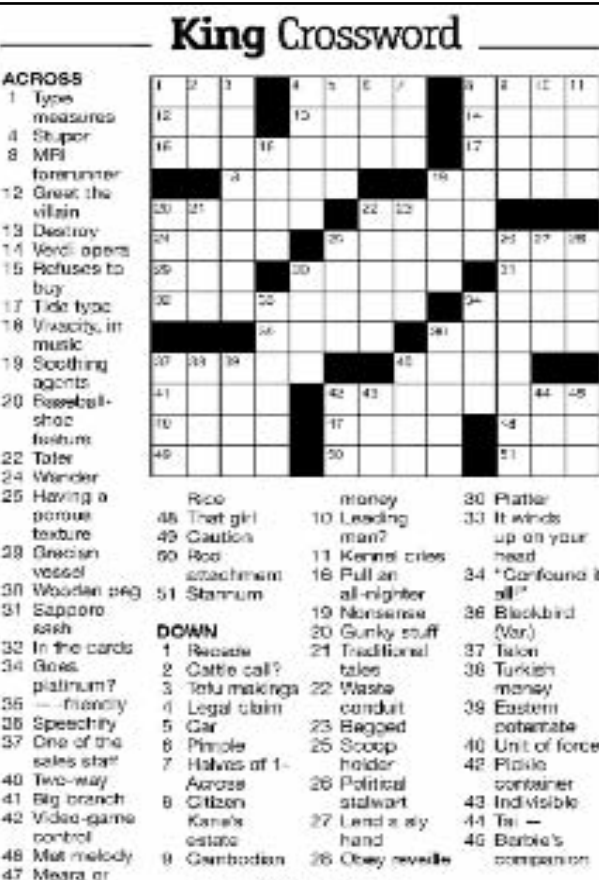 King Crossword
ACROSS
1 Type
measures
4 Stupor
8 MRI
forerunner
12 Greet the
villain
13 Destroy
14 Verdi opera
15 Refuses to
buy
17 Tide type
18 Vivacity, in
music
19 Soothing
agents
20 Baseball-
shoe
feature
22 Tater
24 Wander
25 Having a
porous
texture
29 Grecian
vessel
30 Wooden peg
31 Sapporo
sash
32 In the cards
34 Goes
platinum?
35 — -friendly
36 Speechify
37 One of the
sales staff
40 Two-way
41 Big branch
42 Video-game
control
46 Met melody
47 Meara or
Rice
48 That girl
49 Caution
50 Rod
attachment
51 Stannum
DOWN
1 Recede
2 Cattle call?
3 Tofu makings
4 Legal claim
5 Car
6 Pimple
7 Halves of 1-
Across
8 Citizen
Kane's
estate
9 Cambodian
money
10 Leading
man?
11 Kennel cries
16 Pull an
all-nighter
19 Nonsense
20 Gunky stuff
21 Traditional
tales
22 Waste
conduit
23 Begged
25 Scoop
holder
26 Political
stalwart
27 Lend a sly
hand
28 Obey reveille
30 Platter
33 It winds
up on your
head
34 "Confound it
all!"
36 Blackbird
(Var.)
37 Talon
38 Turkish
money
39 Eastern
potentate
40 Unit of force
42 Pickle
container
43 Indivisible
44 Tai —
45 Barbie's
companion